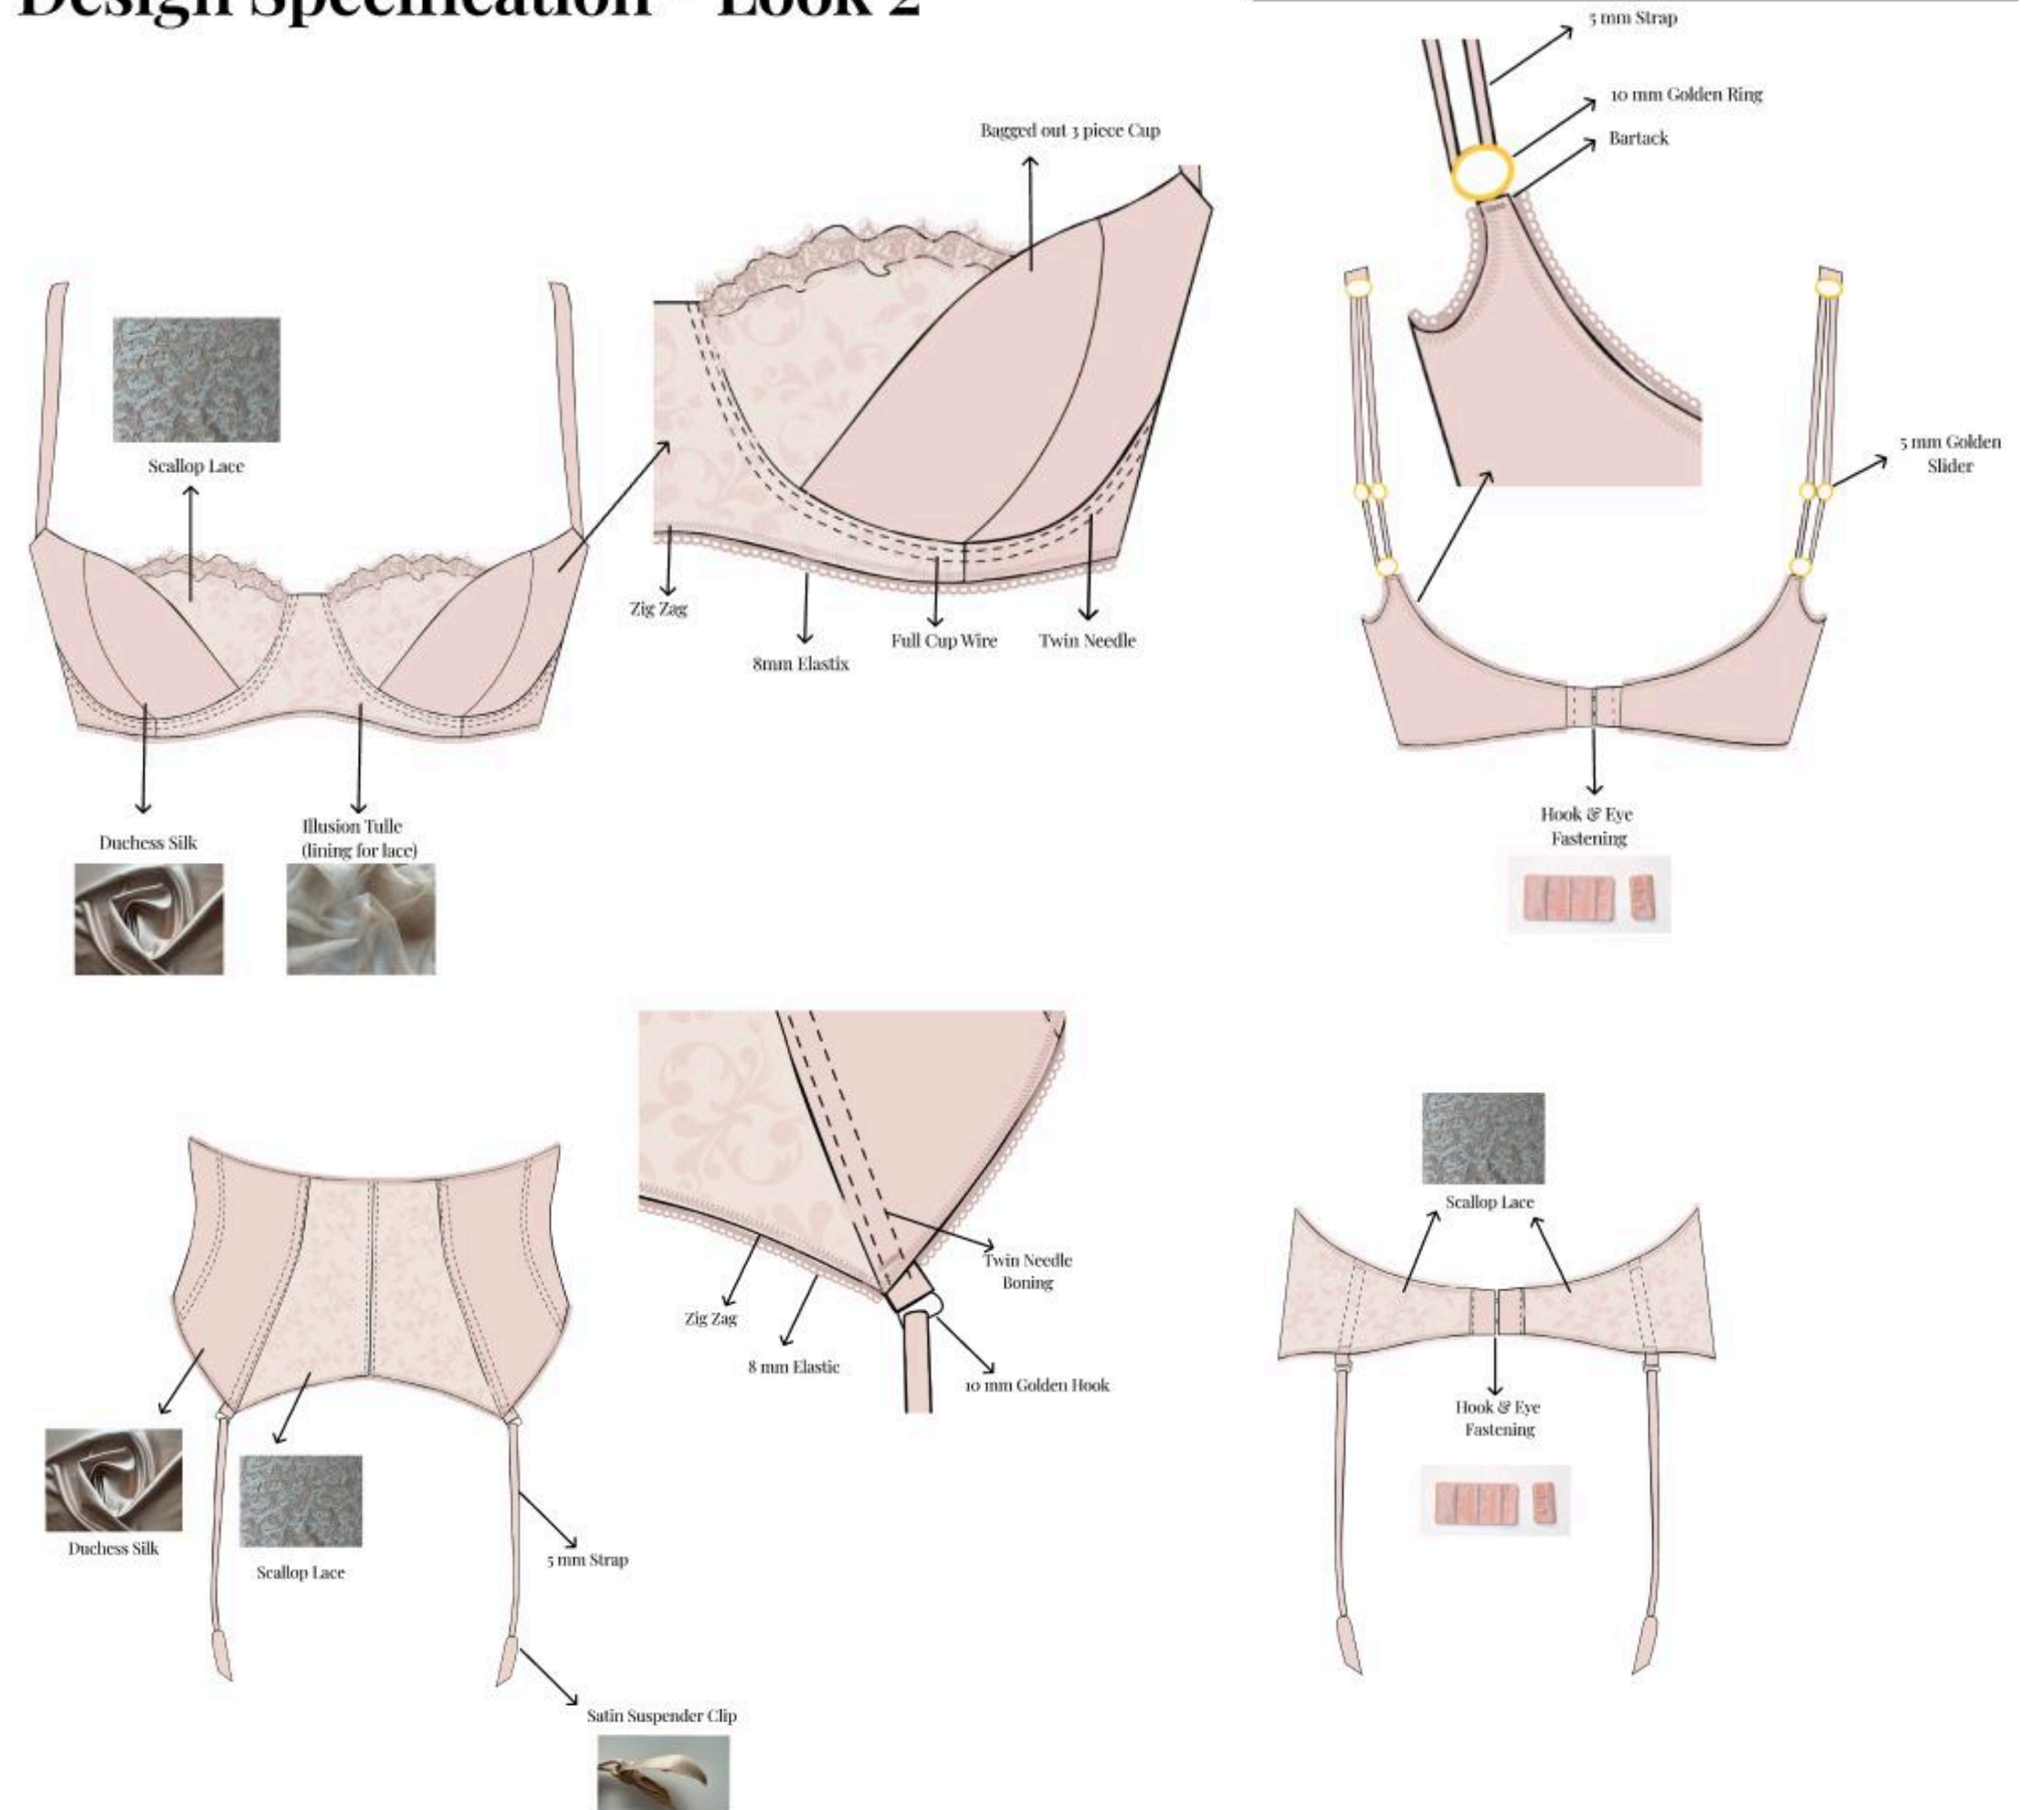 Design Specification - Look 2
5 mm Strap
10 mm Golden Ring
Bartack
Bagged out 3 piece Cup
Scallop Lace
5 mm Golden
Slider
Zig Zag
8mm Elastix
Full Cup Wire
Twin Needle
Duchess Silk
Illusion Tulle
(lining for lace)
Hook & Eye
Fastening
Scallop Lace
Twin Needle
Boning
Zig Zag
8 mm Elastic
10 mm Golden Hook
Hook & Eye
Fastening
Duchess Silk
Scallop Lace
5 mm Strap
Satin Suspender Clip